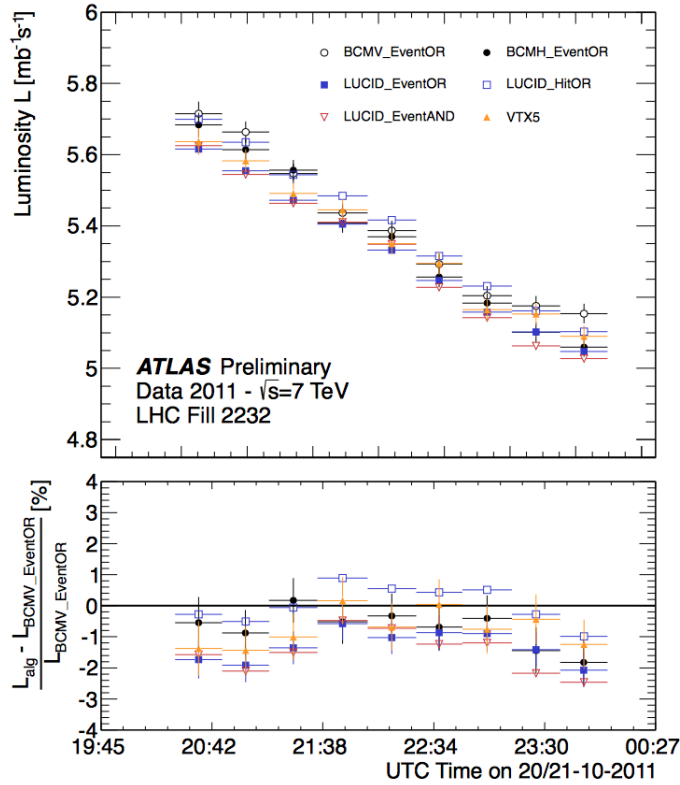 6
5.8
5.6
5.4
5.2
5
4.8
Luminosity L [mb⁻¹s⁻¹]
BCMV_EventOR
BCMH_EventOR
LUCID_EventOR
LUCID_HitOR
LUCID_EventAND
VTX5
ATLAS Preliminary
Data 2011 - √s=7 TeV
LHC Fill 2232
L_alg - L_BCMV_EventOR
L_BCMV_EventOR
[%]
4
3
2
1
0
-1
-2
-3
-4
19:45 20:42 21:38 22:34 23:30 00:27
UTC Time on 20/21-10-2011